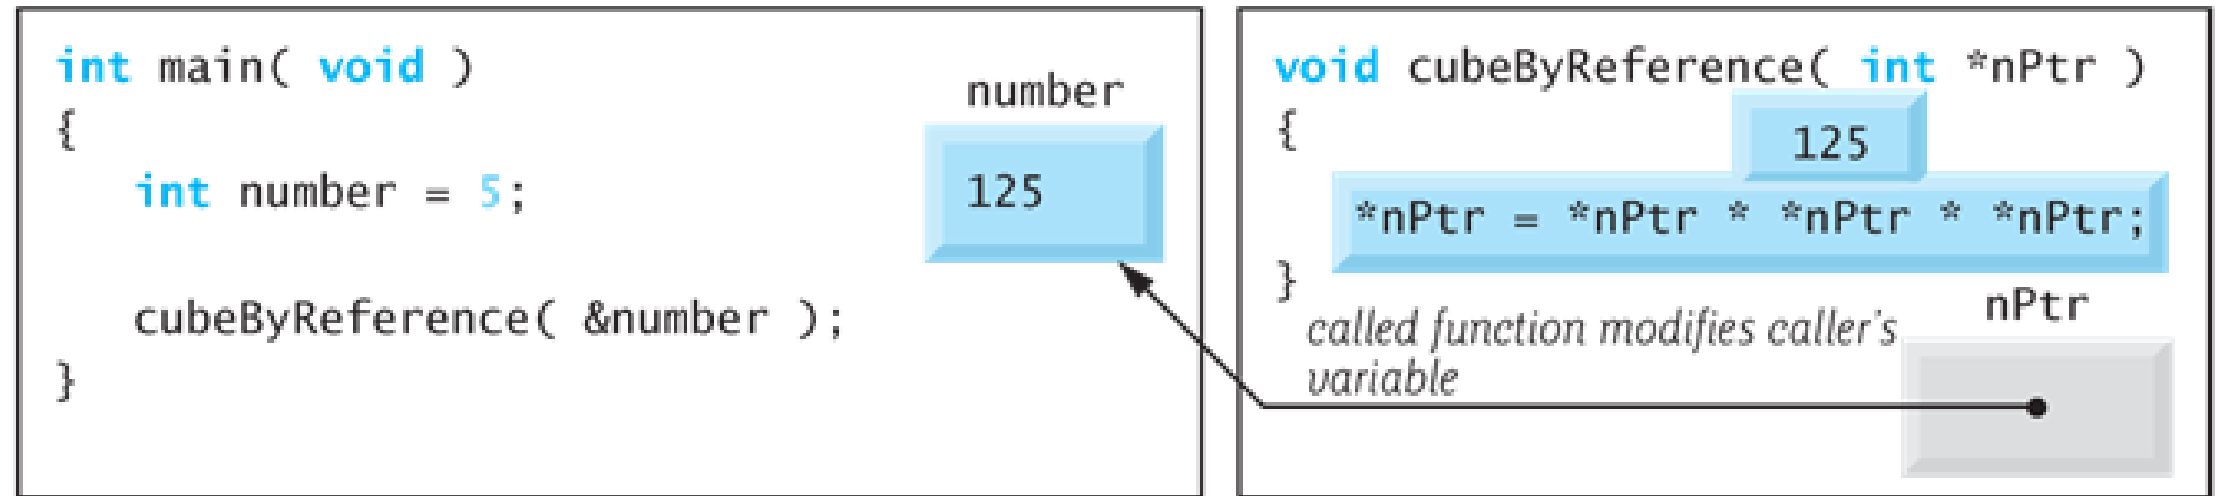 int main( void )
{
int number = 5;
cubeByReference( &number );
}
number
125
void cubeByReference( int *nPtr )
{
125
*nPtr = *nPtr * *nPtr * *nPtr;
}
called function modifies caller's
variable
nPtr